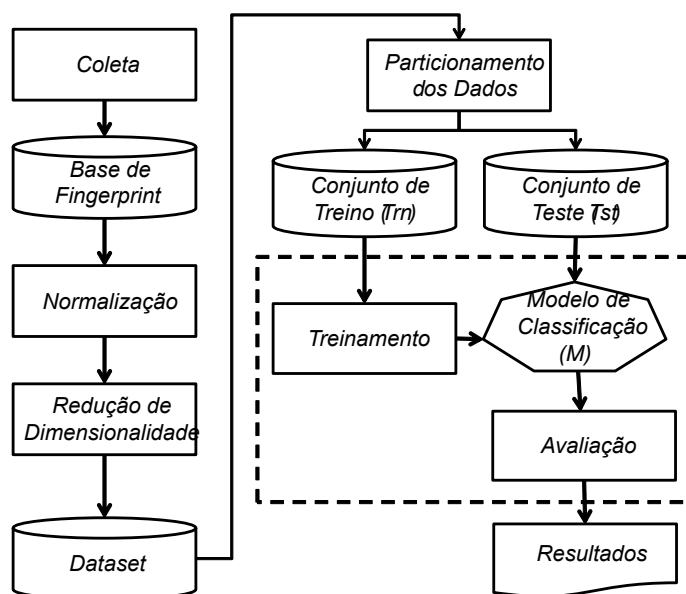 Coleta
Base de
Fingerprint
Normalização
Redução de
Dimensionalidade
Dataset
Particionamento
dos Dados
Conjunto de
Treino (Trn)
Conjunto de
Teste (Tst)
Treinamento
Modelo de
Classificação
(M)
Avaliação
Resultados